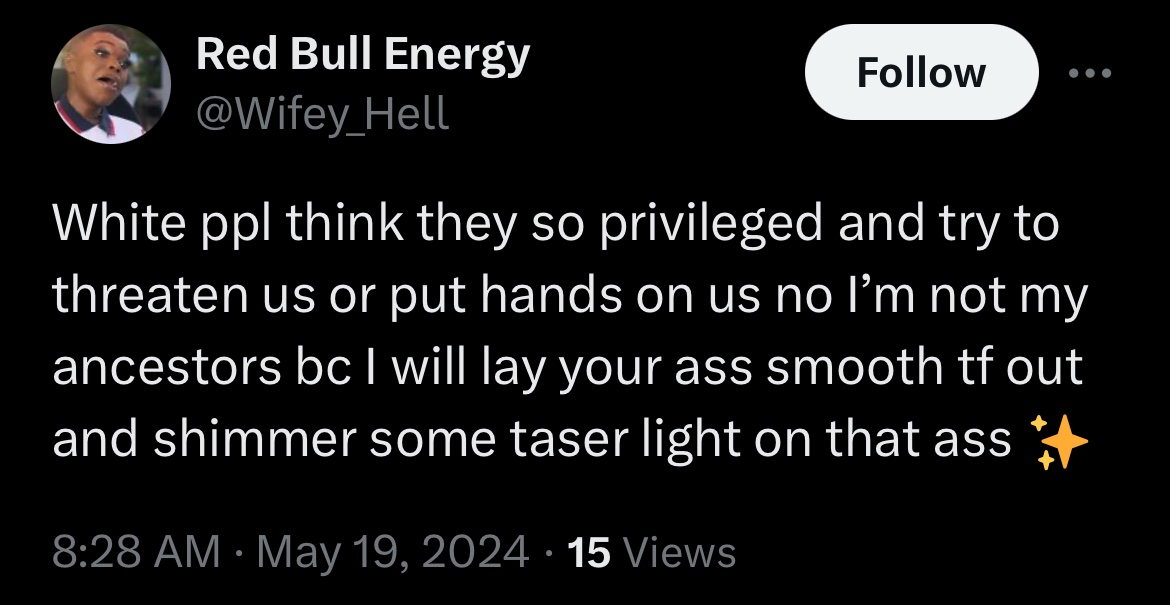 Red Bull Energy
@Wifey_Hell
Follow
White ppl think they so privileged and try to
threaten us or put hands on us no I’m not my
ancestors bc I will lay your ass smooth tf out
and shimmer some taser light on that ass ✨
8:28 AM · May 19, 2024 · 15 Views